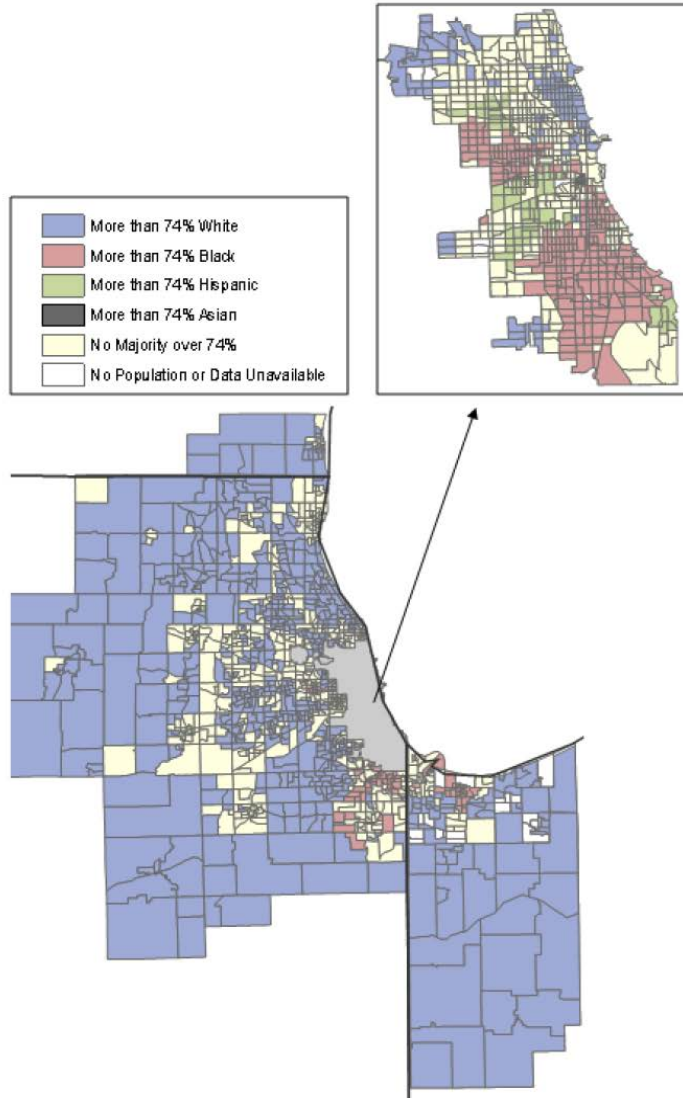 More than 74% White
More than 74% Black
More than 74% Hispanic
More than 74% Asian
No Majority over 74%
No Population or Data Unavailable